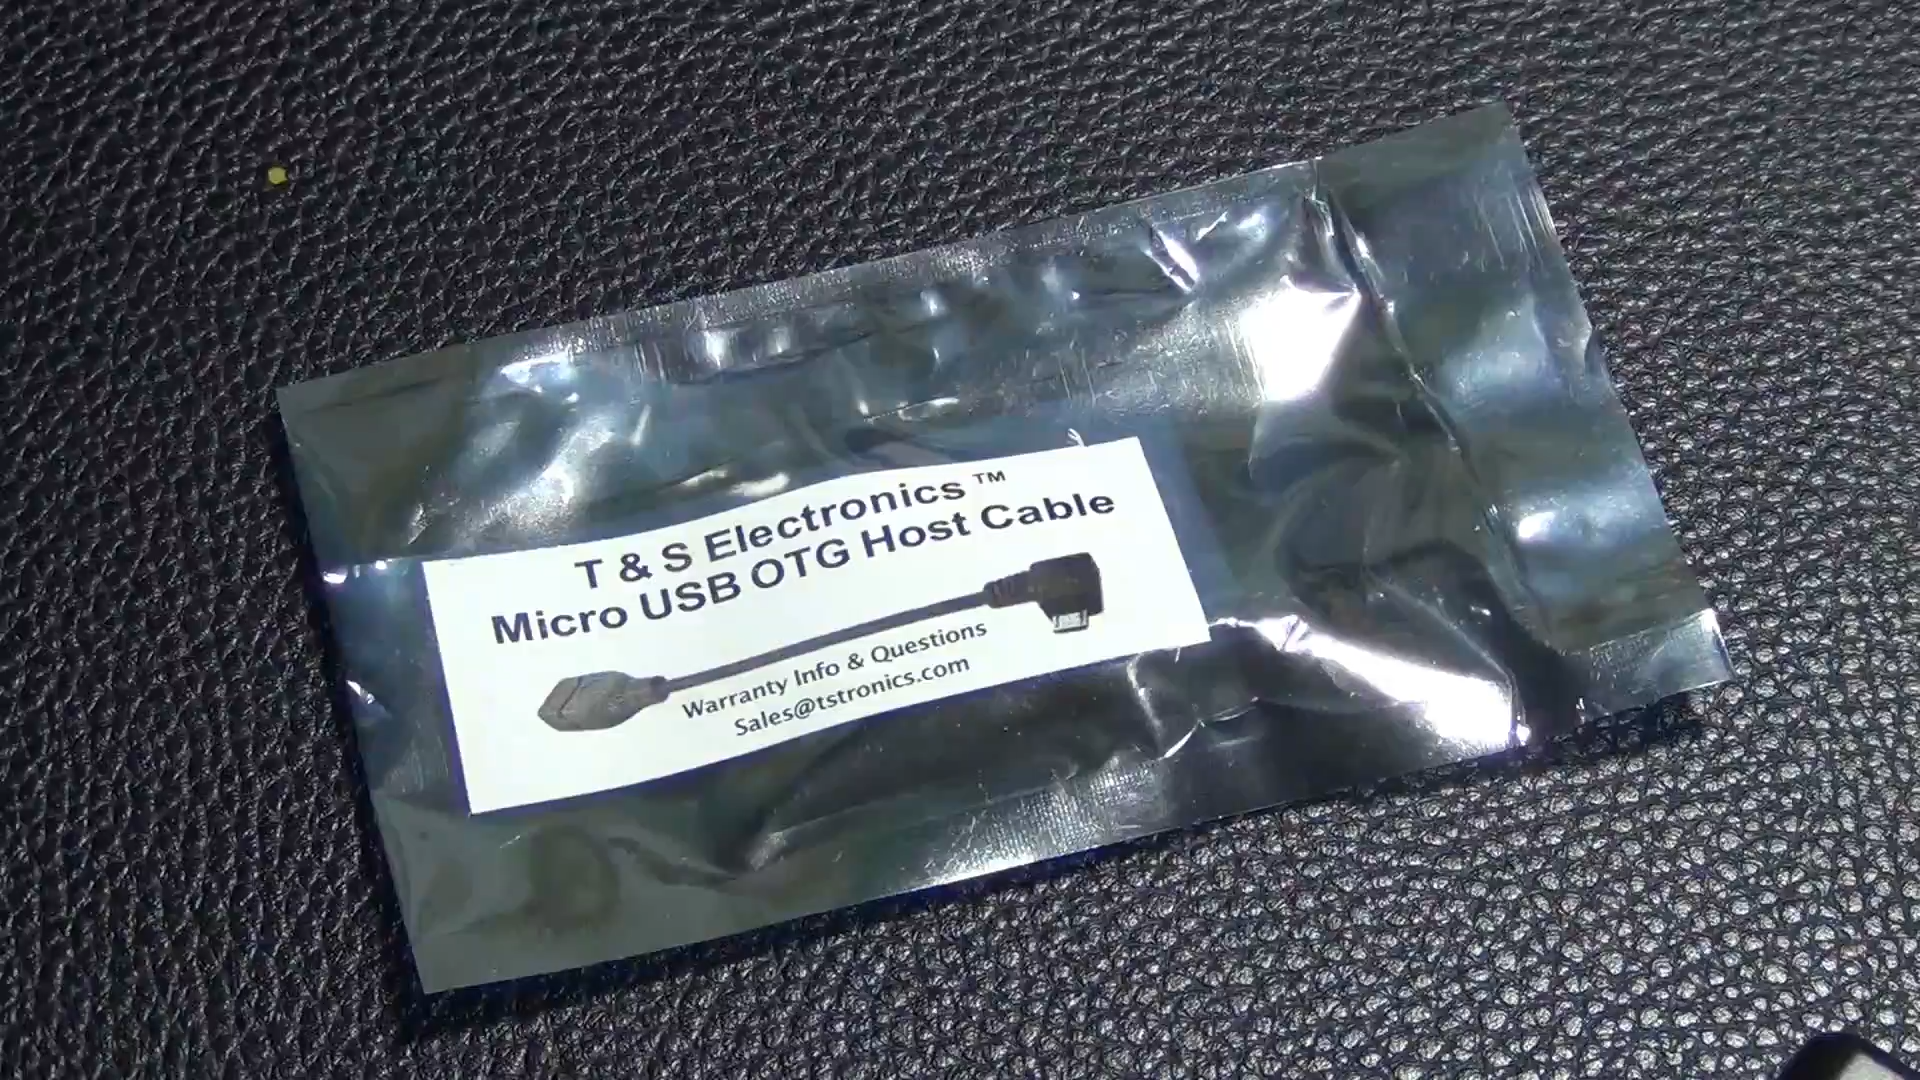 T & S Electronics™
Micro USB OTG Host Cable
Warranty Info & Questions
Sales@tstronics.com